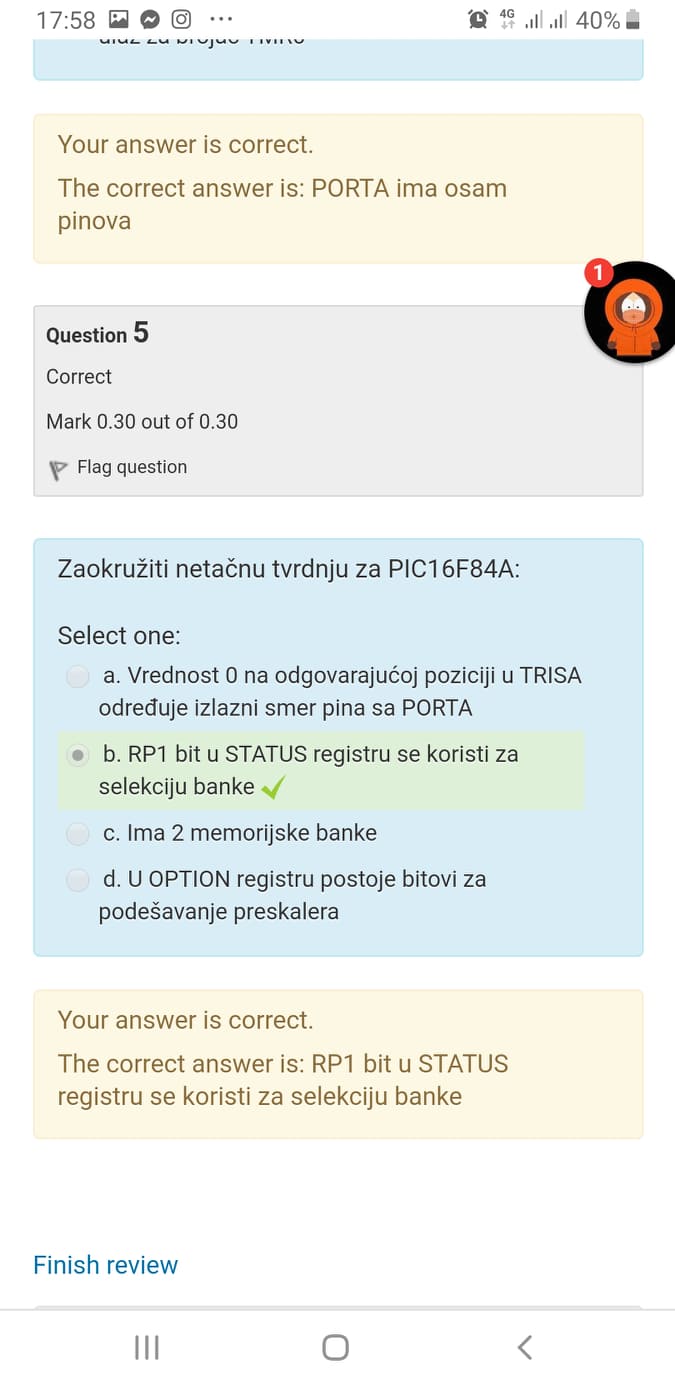 17:58
4G
40%
Your answer is correct.
The correct answer is: PORTA ima osam
pinova
1
Question 5
Correct
Mark 0.30 out of 0.30
Flag question
Zaokružiti netačnu tvrdnju za PIC16F84A:
Select one:
a. Vrednost 0 na odgovarajućoj poziciji u TRISA
određuje izlazni smer pina sa PORTA
b. RP1 bit u STATUS registru se koristi za
selekciju banke
c. Ima 2 memorijske banke
d. U OPTION registru postoje bitovi za
podešavanje preskalera
Your answer is correct.
The correct answer is: RP1 bit u STATUS
registru se koristi za selekciju banke
Finish review